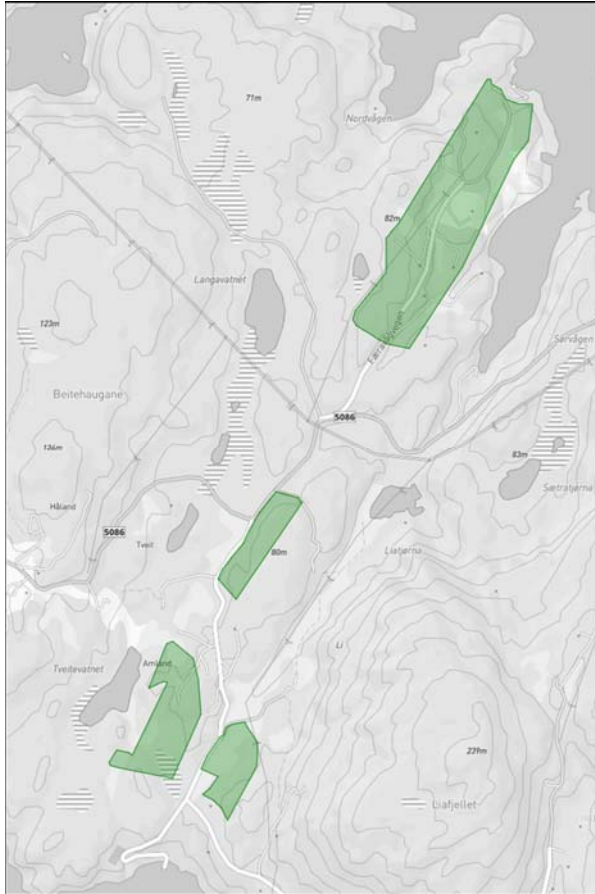 71m
Nordvågen
82m
Langavatnet
123m
Sørvågen
Beitehaugane
5086
136m
83m
Håland
Sætratjørna
5086
Tveit
80m
Liatjørna
Li
Amland
Tveitevatnet
239m
Liafjellet